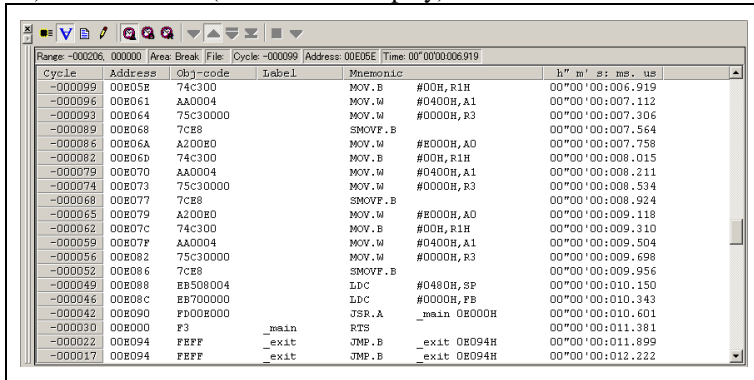 Range: -000206, 000000 Area: Break File: Cycle: -000099 Address: 00E05E Time: 00"00'00:006.919
Cycle Address Obj-code Label Mnemonic h" m' s: ms. us
-000099 00E05E 74C300 MOV.B #00H,R1H 00"00'00:006.919
-000096 00E061 AA0004 MOV.W #0400H,A1 00"00'00:007.112
-000093 00E064 75C30000 MOV.W #0000H,R3 00"00'00:007.306
-000089 00E068 7CE8 SMOVF.B 00"00'00:007.564
-000086 00E06A A200E0 MOV.W #E000H,A0 00"00'00:007.758
-000082 00E06D 74C300 MOV.B #00H,R1H 00"00'00:008.015
-000079 00E070 AA0004 MOV.W #0400H,A1 00"00'00:008.211
-000074 00E073 75C30000 MOV.W #0000H,R3 00"00'00:008.534
-000068 00E077 7CE8 SMOVF.B 00"00'00:008.924
-000065 00E079 A200E0 MOV.W #E000H,A0 00"00'00:009.118
-000062 00E07C 74C300 MOV.B #00H,R1H 00"00'00:009.310
-000059 00E07F AA0004 MOV.W #0400H,A1 00"00'00:009.504
-000056 00E082 75C30000 MOV.W #0000H,R3 00"00'00:009.698
-000052 00E086 7CE8 SMOVF.B 00"00'00:009.956
-000049 00E088 EB508004 LDC #0480H,SP 00"00'00:010.150
-000046 00E08C EB700000 LDC #0000H,FB 00"00'00:010.343
-000042 00E090 FD00E000 JSR.A _main 0E000H 00"00'00:010.601
-000030 00E000 F3 _main RTS 00"00'00:011.381
-000022 00E094 FEFF _exit JMP.B _exit 0E094H 00"00'00:011.899
-000017 00E094 FEFF _exit JMP.B _exit 0E094H 00"00'00:012.222